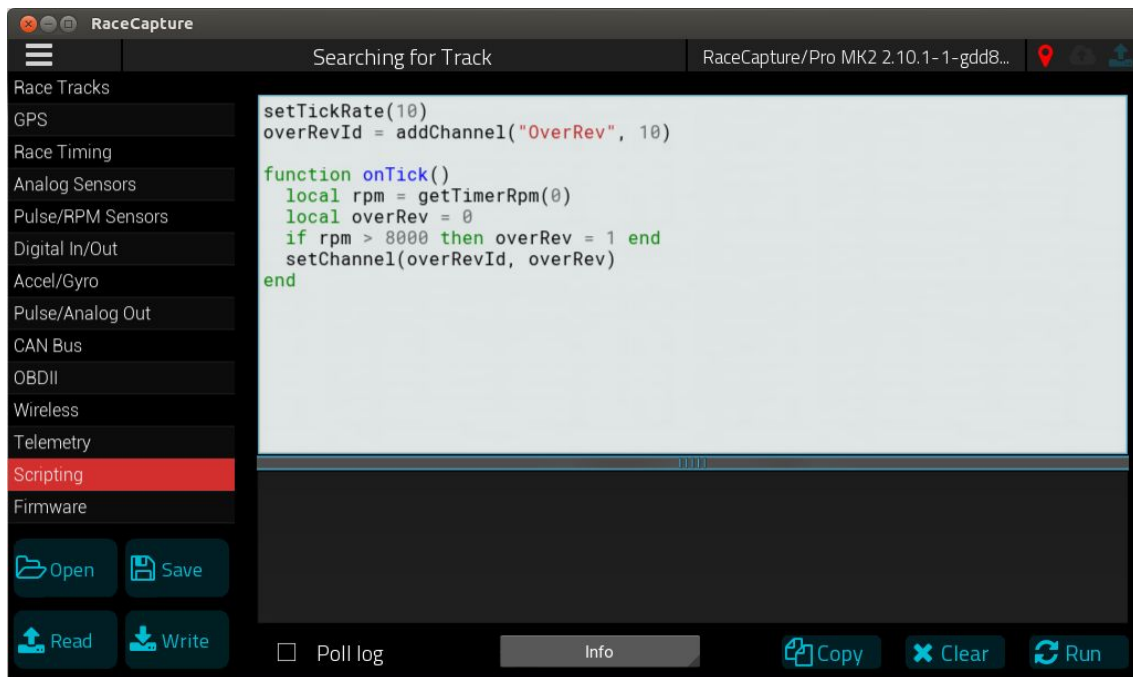 RaceCapture
Searching for Track
RaceCapture/Pro MK2 2.10.1-1-gdd8...
Race Tracks
GPS
Race Timing
Analog Sensors
Pulse/RPM Sensors
Digital In/Out
Accel/Gyro
Pulse/Analog Out
CAN Bus
OBDII
Wireless
Telemetry
Scripting
Firmware
Open
Save
Read
Write
setTickRate(10)
overRevId = addChannel("OverRev", 10)
function onTick()
  local rpm = getTimerRpm(0)
  local overRev = 0
  if rpm > 8000 then overRev = 1 end
  setChannel(overRevId, overRev)
end
Poll log
Info
Copy
Clear
Run